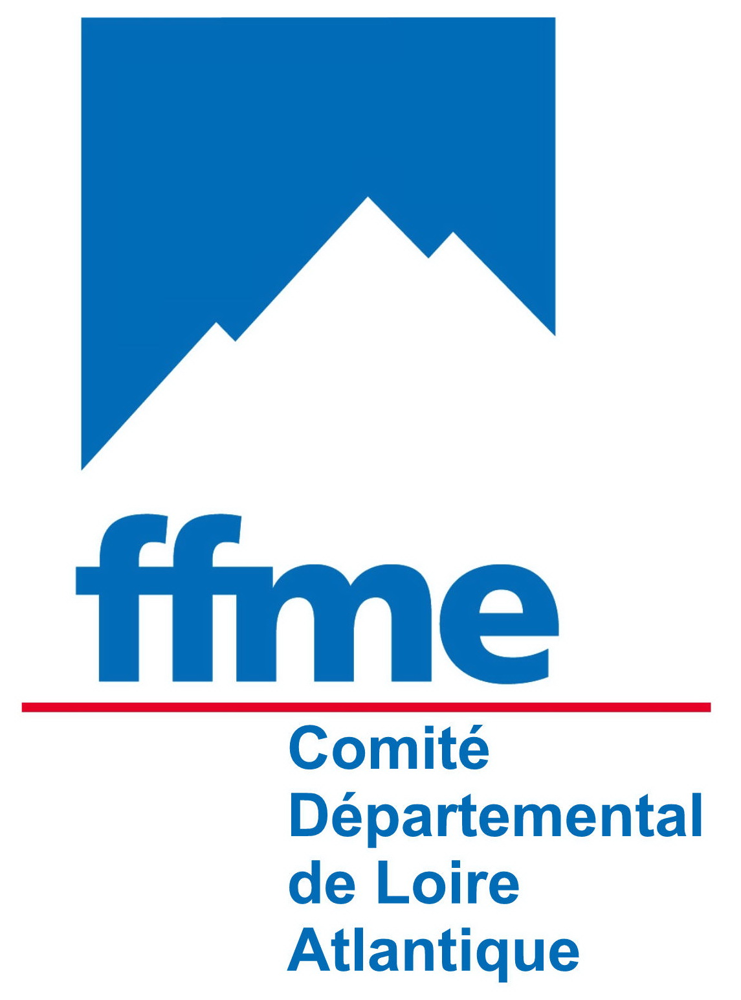 ffme
Comité
Départemental
de Loire
Atlantique